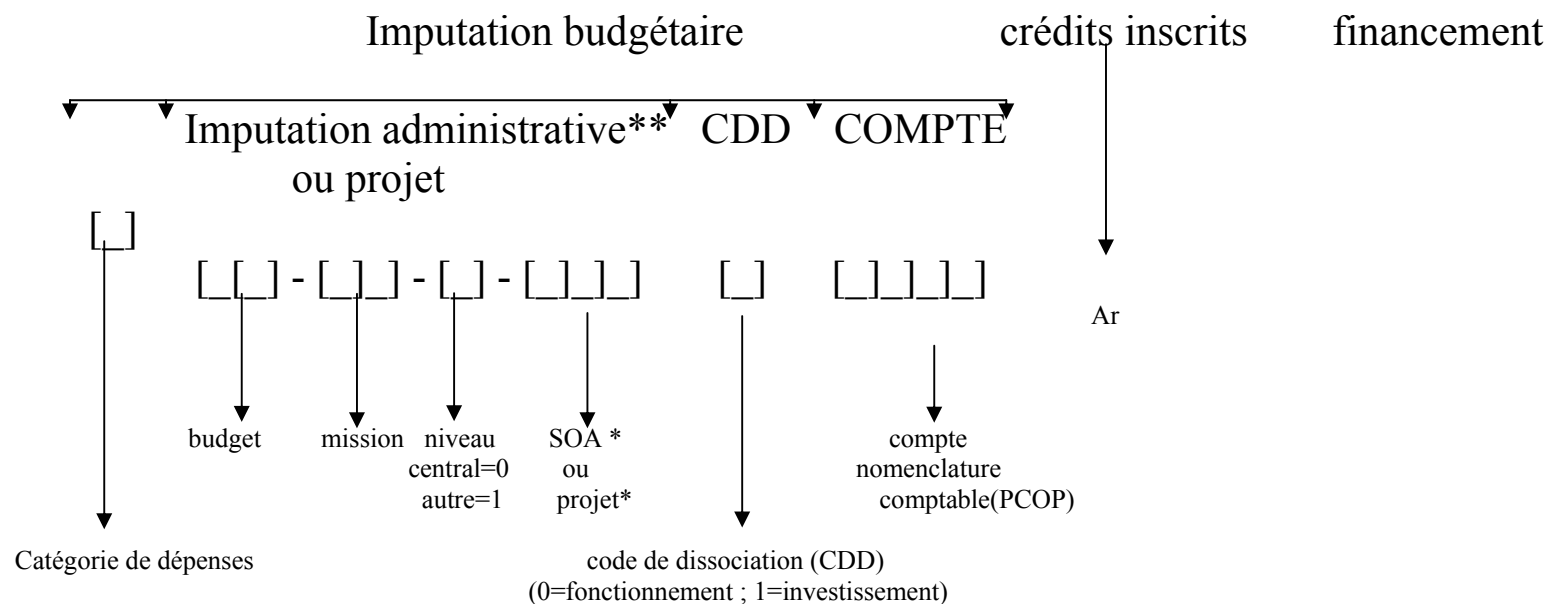 Imputation budgétaire crédits inscrits financement
Imputation administrative** CDD COMPTE
ou projet
[_]
[_[_] - [_]_] - [_] - [_]_]_] [_] [_]_]_]_]
Ar
budget mission niveau SOA * compte
central=0 ou nomenclature
autre=1 projet* comptable(PCOP)
Catégorie de dépenses code de dissociation (CDD)
(0=fonctionnement ; 1=investissement)